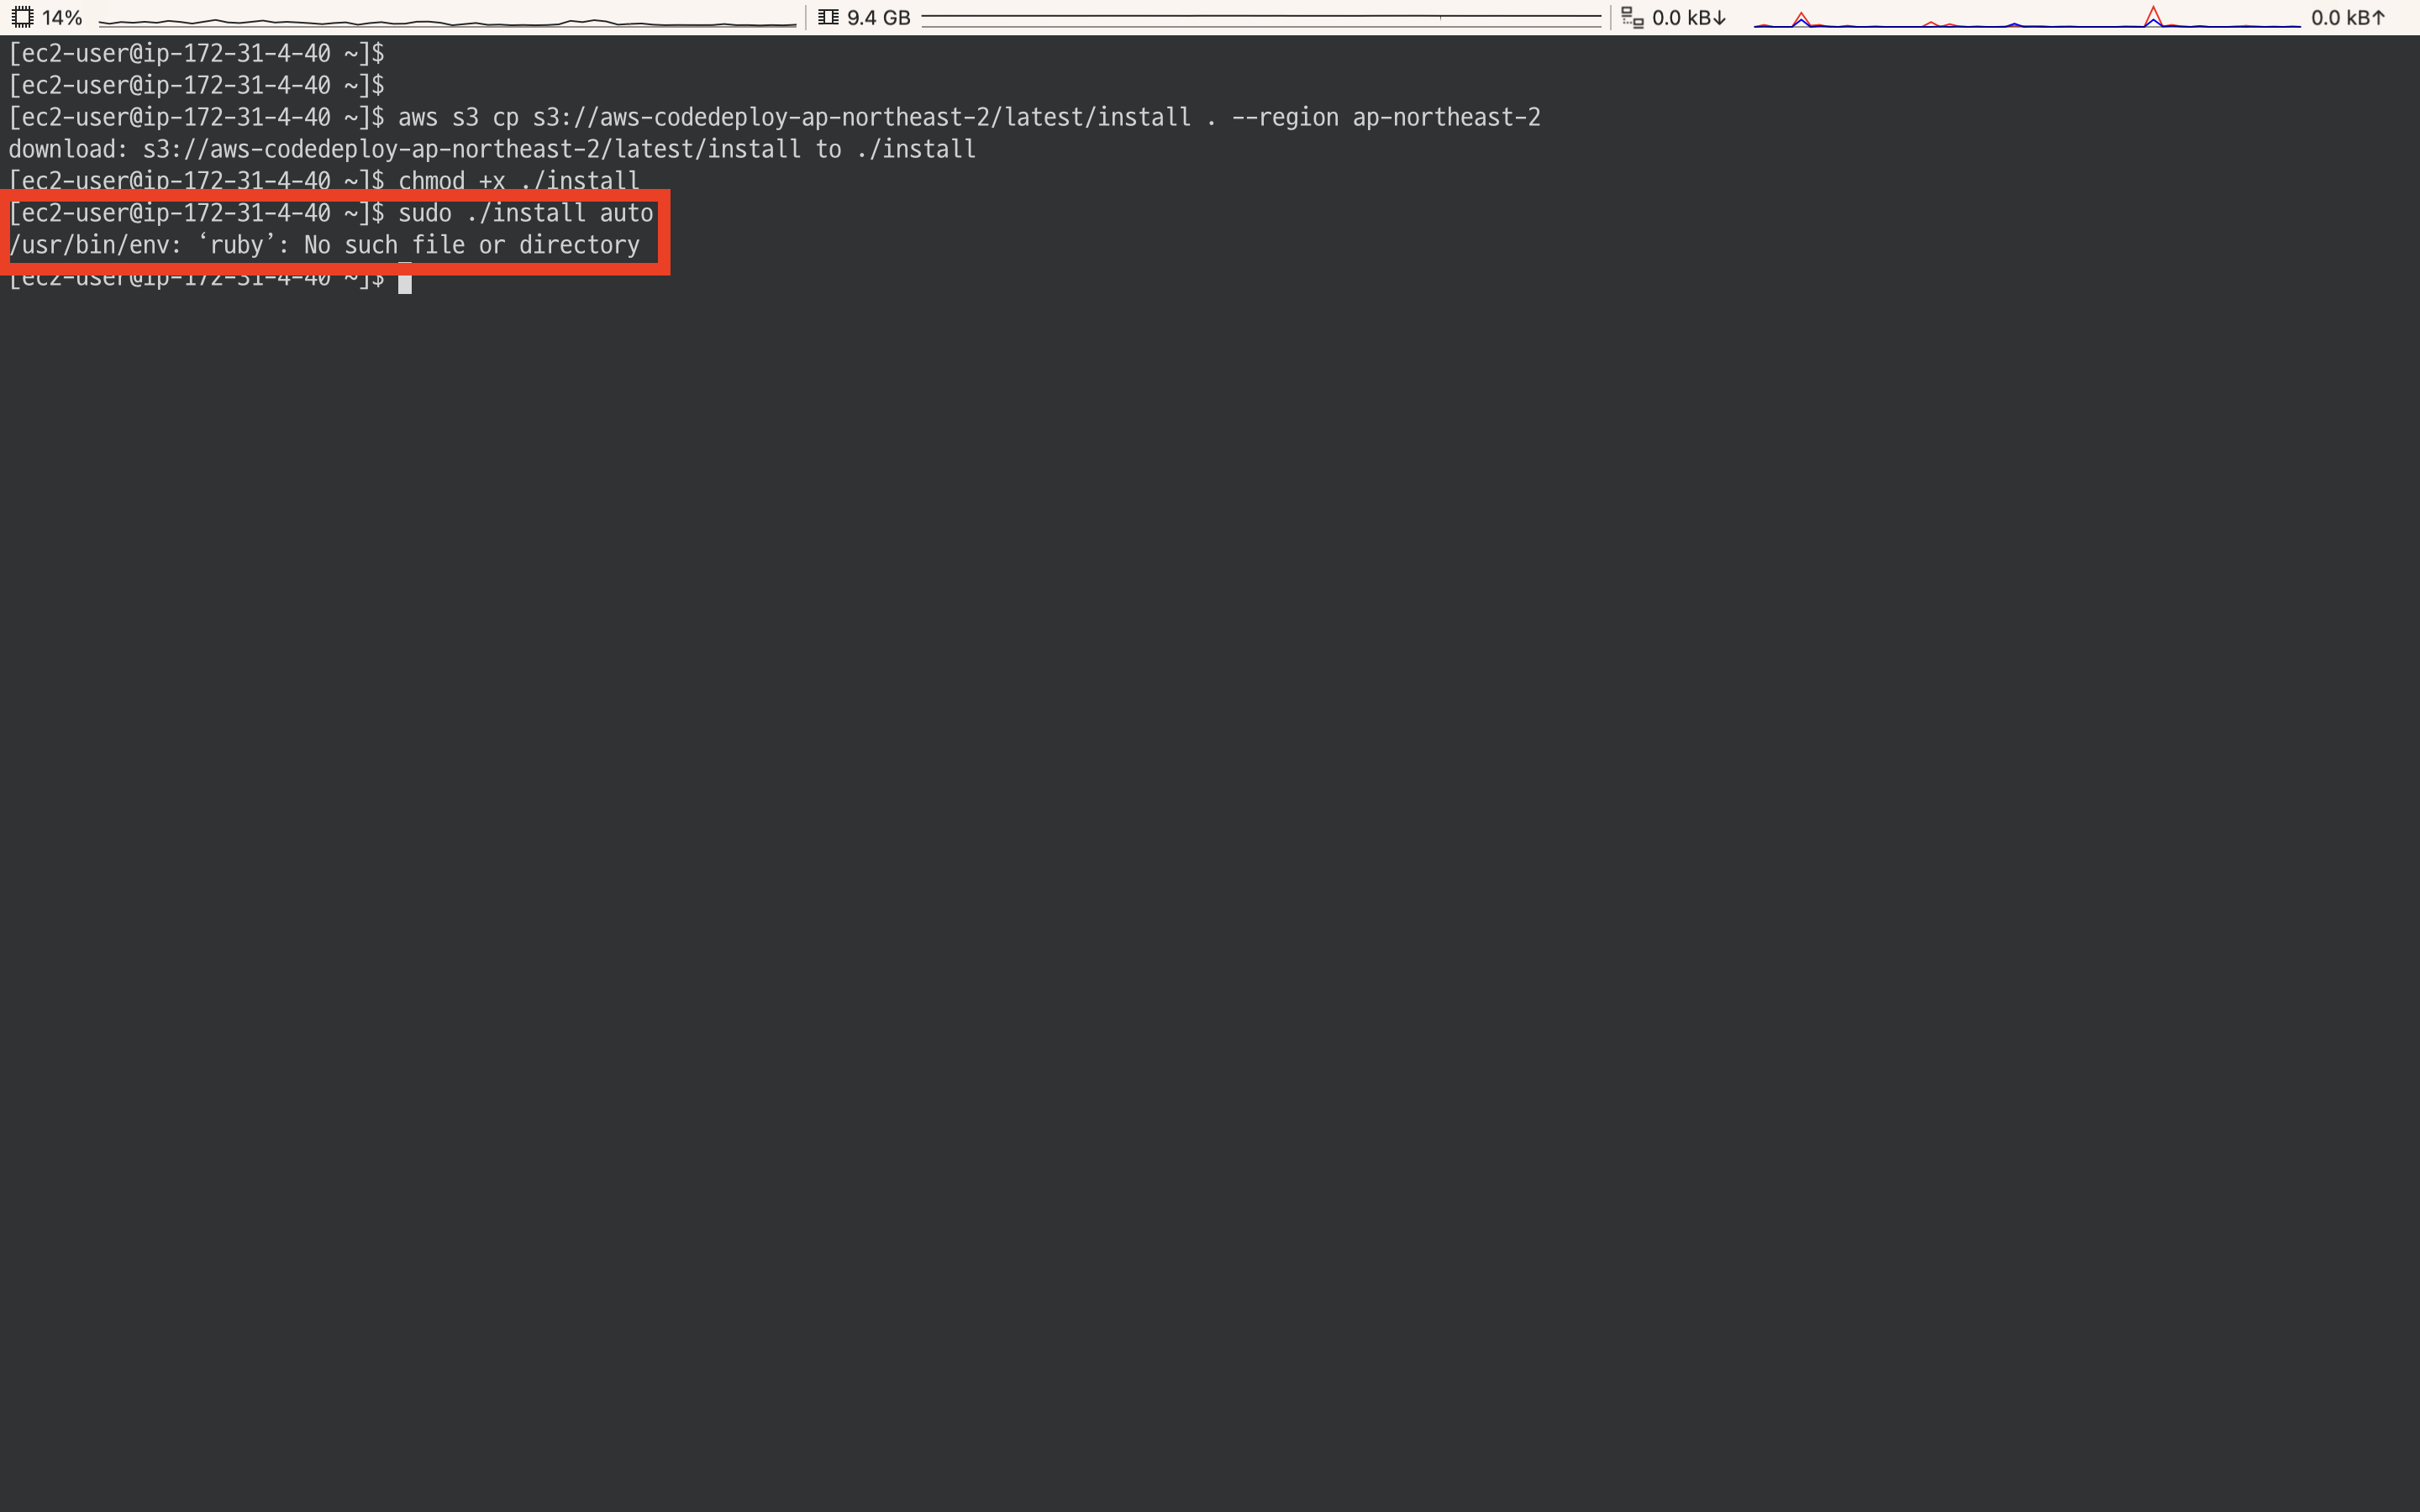 14% 9.4 GB 0.0 kB↓ 0.0 kB↑
[ec2-user@ip-172-31-4-40 ~]$
[ec2-user@ip-172-31-4-40 ~]$
[ec2-user@ip-172-31-4-40 ~]$ aws s3 cp s3://aws-codedeploy-ap-northeast-2/latest/install . --region ap-northeast-2
download: s3://aws-codedeploy-ap-northeast-2/latest/install to ./install
[ec2-user@ip-172-31-4-40 ~]$ chmod +x ./install
[ec2-user@ip-172-31-4-40 ~]$ sudo ./install auto
/usr/bin/env: ‘ruby’: No such file or directory
[ec2-user@ip-172-31-4-40 ~]$